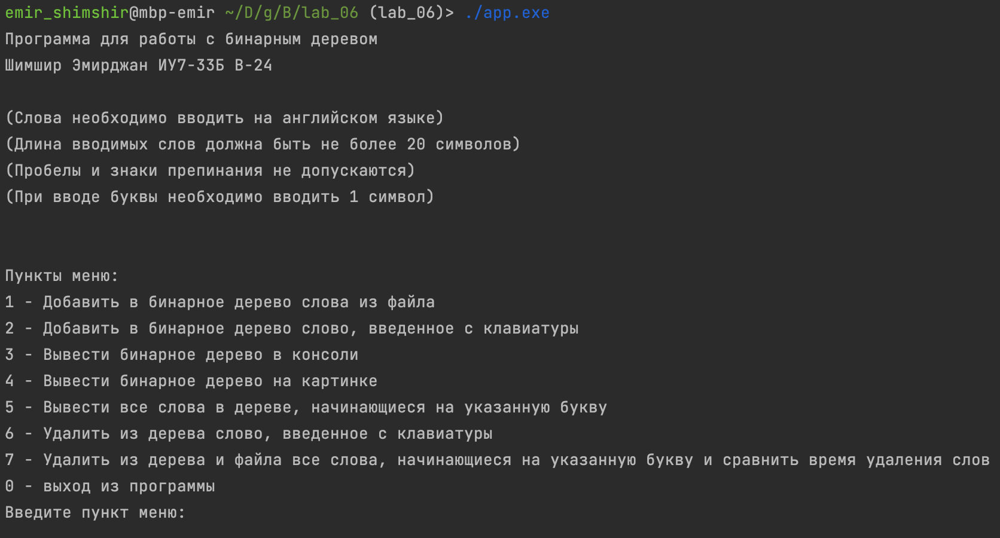 emir_shimshir@mbp-emir ~/D/g/B/lab_06 (lab_06)> ./app.exe
Программа для работы с бинарным деревом
Шимшир Эмирджан ИУ7-33Б В-24
(Слова необходимо вводить на английском языке)
(Длина вводимых слов должна быть не более 20 символов)
(Пробелы и знаки препинания не допускаются)
(При вводе буквы необходимо вводить 1 символ)
Пункты меню:
1 - Добавить в бинарное дерево слова из файла
2 - Добавить в бинарное дерево слово, введенное с клавиатуры
3 - Вывести бинарное дерево в консоли
4 - Вывести бинарное дерево на картинке
5 - Вывести все слова в дереве, начинающиеся на указанную букву
6 - Удалить из дерева слово, введенное с клавиатуры
7 - Удалить из дерева и файла все слова, начинающиеся на указанную букву и сравнить время удаления слов
0 - выход из программы
Введите пункт меню: